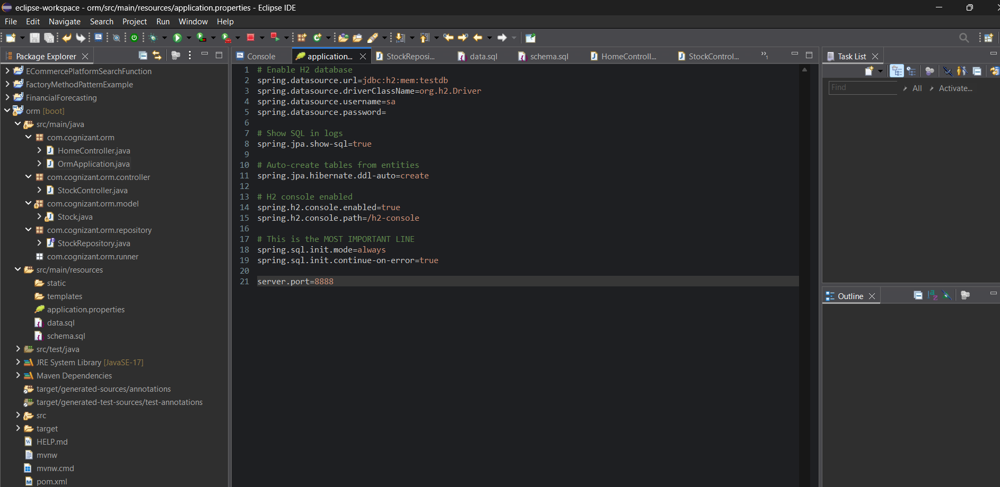 eclipse-workspace - orm/src/main/resources/application.properties - Eclipse IDE
File Edit Navigate Search Project Run Window Help
Package Explorer
ECommercePlatformSearchFunction
FactoryMethodPatternExample
FinancialForecasting
orm [boot]
src/main/java
com.cognizant.orm
HomeController.java
OrmApplication.java
com.cognizant.orm.controller
StockController.java
com.cognizant.orm.model
Stock.java
com.cognizant.orm.repository
StockRepository.java
com.cognizant.orm.runner
src/main/resources
static
templates
application.properties
data.sql
schema.sql
src/test/java
JRE System Library [JavaSE-17]
Maven Dependencies
target/generated-sources/annotations
target/generated-test-sources/test-annotations
src
target
HELP.md
mvnw
mvnw.cmd
pom.xml
Console application... StockReposi... data.sql schema.sql HomeControll... StockControl... »1
1 # Enable H2 database
2 spring.datasource.url=jdbc:h2:mem:testdb
3 spring.datasource.driverClassName=org.h2.Driver
4 spring.datasource.username=sa
5 spring.datasource.password=
6
7 # Show SQL in logs
8 spring.jpa.show-sql=true
9
10 # Auto-create tables from entities
11 spring.jpa.hibernate.ddl-auto=create
12
13 # H2 console enabled
14 spring.h2.console.enabled=true
15 spring.h2.console.path=/h2-console
16
17 # This is the MOST IMPORTANT LINE
18 spring.sql.init.mode=always
19 spring.sql.init.continue-on-error=true
20
21 server.port=8888
Task List
Find All Activate...
Outline